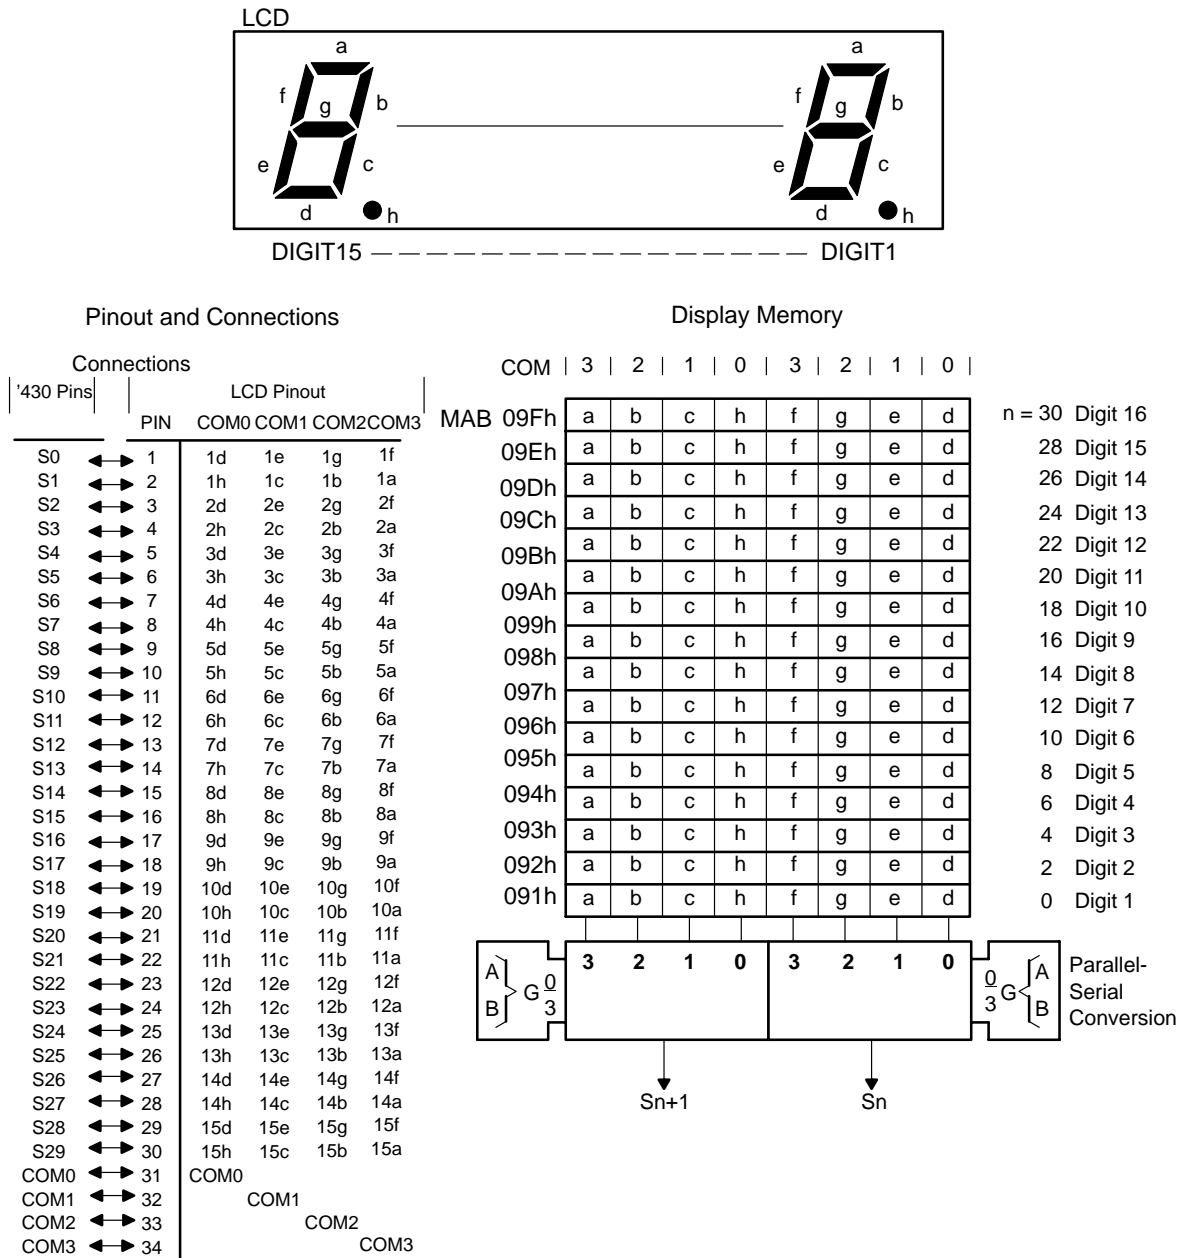 LCD
a a
f g b f g b
e c e c
d h d h
DIGIT15 DIGIT1
Pinout and Connections
Connections
'430 Pins LCD Pinout
PIN COM0 COM1 COM2 COM3
S0 1 1d 1e 1g 1f
S1 2 1h 1c 1b 1a
S2 3 2d 2e 2g 2f
S3 4 2h 2c 2b 2a
S4 5 3d 3e 3g 3f
S5 6 3h 3c 3b 3a
S6 7 4d 4e 4g 4f
S7 8 4h 4c 4b 4a
S8 9 5d 5e 5g 5f
S9 10 5h 5c 5b 5a
S10 11 6d 6e 6g 6f
S11 12 6h 6c 6b 6a
S12 13 7d 7e 7g 7f
S13 14 7h 7c 7b 7a
S14 15 8d 8e 8g 8f
S15 16 8h 8c 8b 8a
S16 17 9d 9e 9g 9f
S17 18 9h 9c 9b 9a
S18 19 10d 10e 10g 10f
S19 20 10h 10c 10b 10a
S20 21 11d 11e 11g 11f
S21 22 11h 11c 11b 11a
S22 23 12d 12e 12g 12f
S23 24 12h 12c 12b 12a
S24 25 13d 13e 13g 13f
S25 26 13h 13c 13b 13a
S26 27 14d 14e 14g 14f
S27 28 14h 14c 14b 14a
S28 29 15d 15e 15g 15f
S29 30 15h 15c 15b 15a
COM0 31 COM0
COM1 32 COM1
COM2 33 COM2
COM3 34 COM3
Display Memory
COM 3 2 1 0 3 2 1 0
MAB 09Fh a b c h f g e d n = 30 Digit 16
09Eh a b c h f g e d 28 Digit 15
09Dh a b c h f g e d 26 Digit 14
09Ch a b c h f g e d 24 Digit 13
09Bh a b c h f g e d 22 Digit 12
09Ah a b c h f g e d 20 Digit 11
099h a b c h f g e d 18 Digit 10
098h a b c h f g e d 16 Digit 9
097h a b c h f g e d 14 Digit 8
096h a b c h f g e d 12 Digit 7
095h a b c h f g e d 10 Digit 6
094h a b c h f g e d 8 Digit 5
093h a b c h f g e d 6 Digit 4
092h a b c h f g e d 4 Digit 3
091h a b c h f g e d 2 Digit 2
a b c h f g e d 0 Digit 1
A B G 0 3 3 2 1 0 3 2 1 0 0 3 G A B
Parallel-
Serial
Conversion
Sn+1 Sn